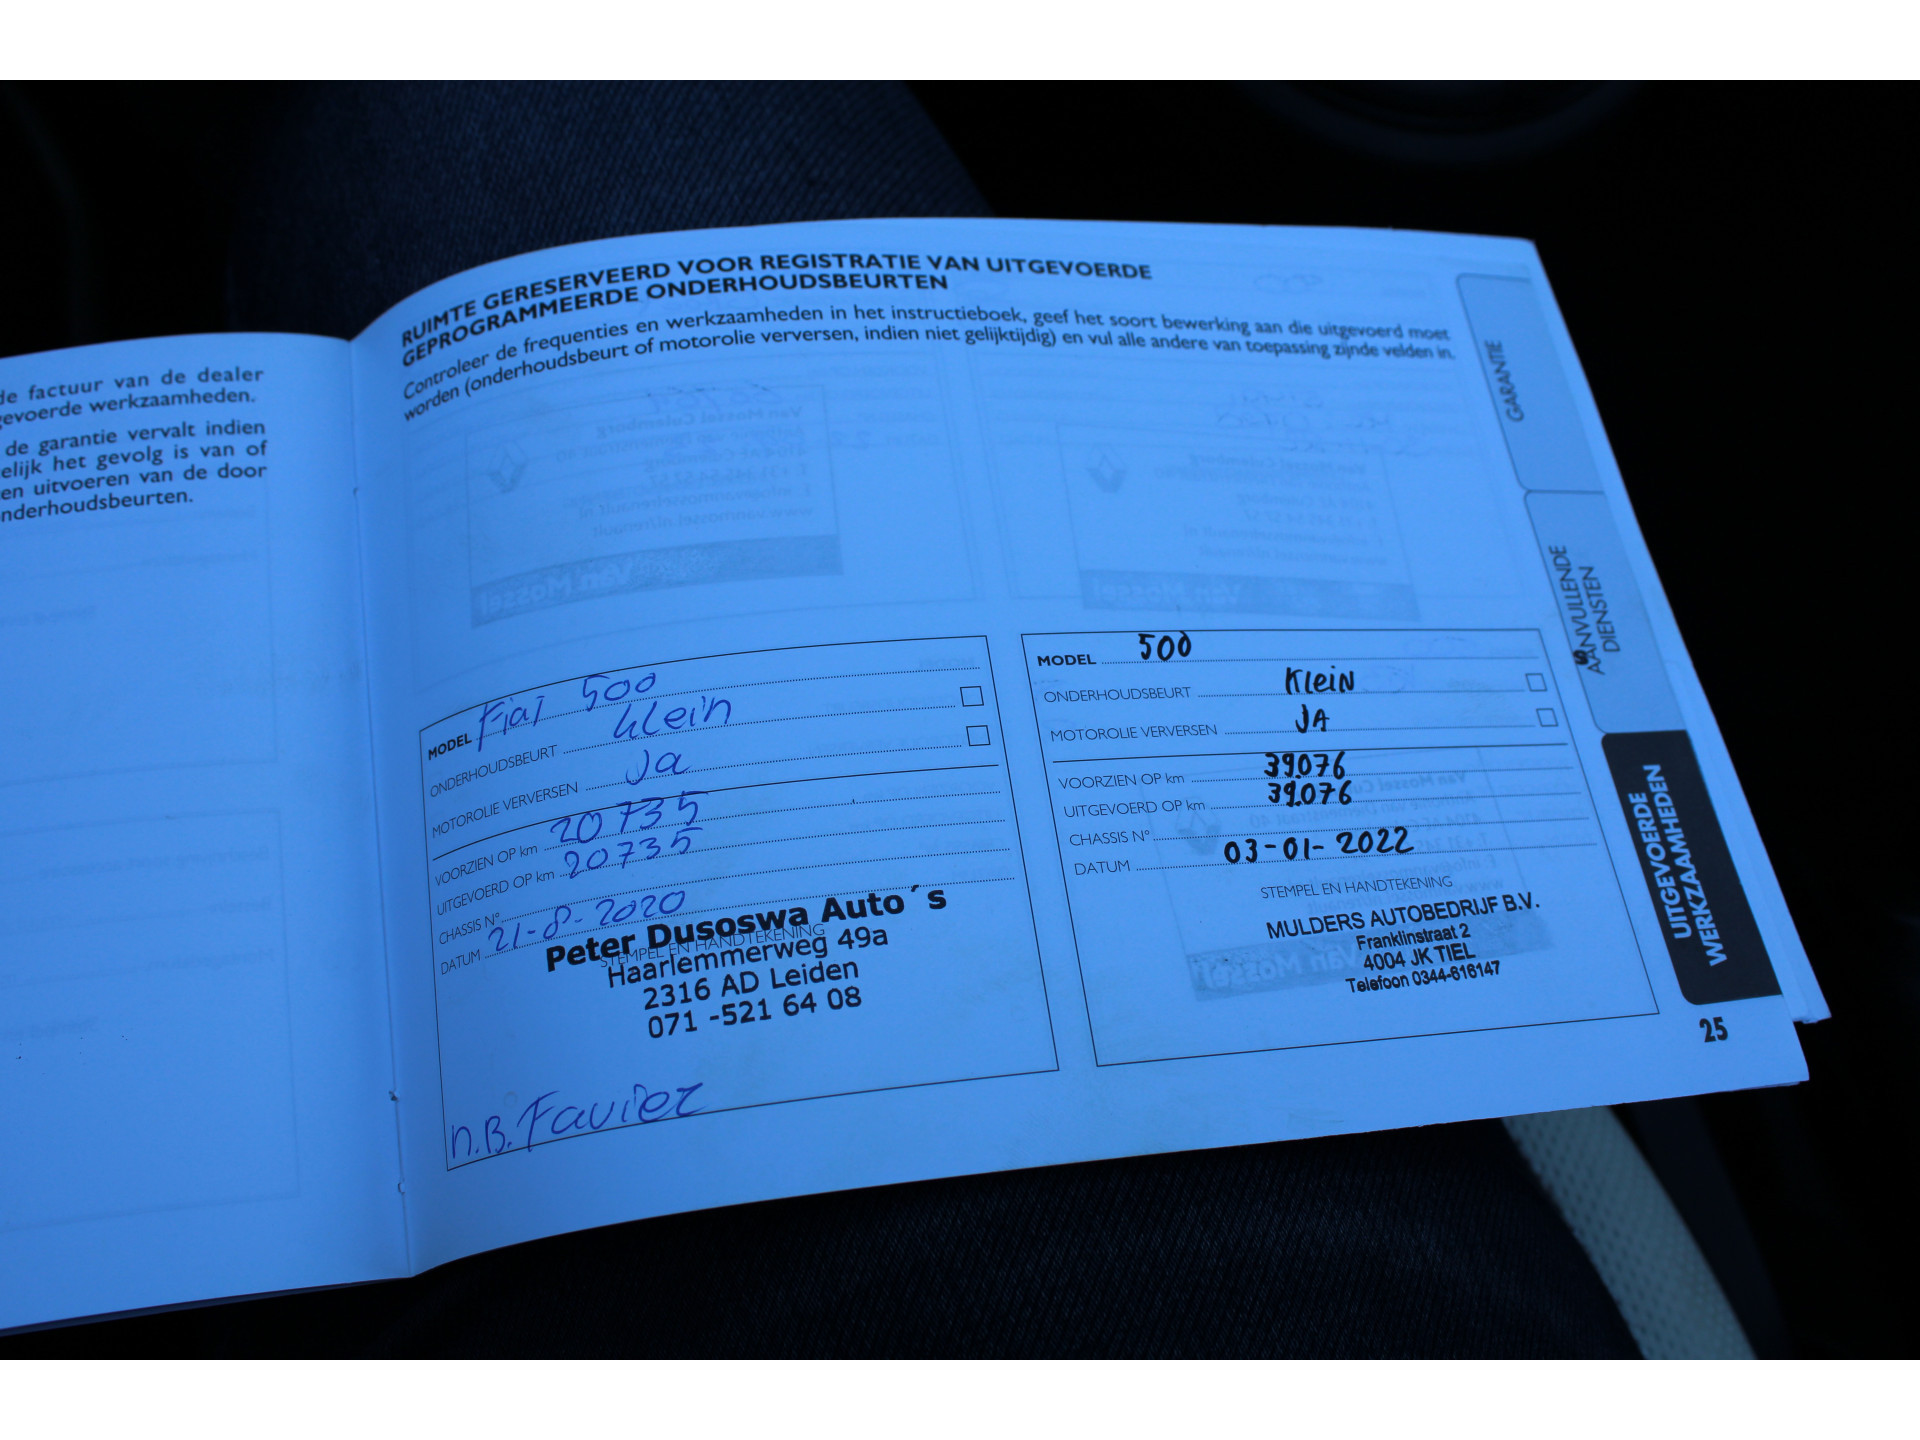 de factuur van de dealer
gevoerde werkzaamheden.
de garantie vervalt indien
elijk het gevolg is van of
en uitvoeren van de door
nderhoudsbeurten.
RUIMTE GERESERVEERD VOOR REGISTRATIE VAN UITGEVOERDE
GEPROGRAMMEERDE ONDERHOUDSBEURTEN
Controleer de frequenties en werkzaamheden in het instructieboek, geef het soort bewerking aan die uitgevoerd moet
worden (onderhoudsbeurt of motorolie verversen, indien niet gelijktijdig) en vul alle andere van toepassing zijnde velden in.
MODEL Fiat 500
ONDERHOUDSBEURT klein
MOTOROLIE VERVERSEN Ja
VOORZIEN OP km 20735
UITGEVOERD OP km 20735
CHASSIS N°
DATUM 21-8-2020
STEMPEL EN HANDTEKENING
Peter Dusoswa Auto´s
Haarlemmerweg 49a
2316 AD Leiden
071 -521 64 08
n.B. Favier
MODEL 500
ONDERHOUDSBEURT Klein
MOTOROLIE VERVERSEN JA
VOORZIEN OP km 39.076
UITGEVOERD OP km 39.076
CHASSIS N°
DATUM 03-01-2022
STEMPEL EN HANDTEKENING
MULDERS AUTOBEDRIJF B.V.
Franklinstraat 2
4004 JK TIEL
Telefoon 0344-616147
GARANTIE
AANVULLENDE
DIENSTEN
UITGEVOERDE
WERKZAAMHEDEN
25